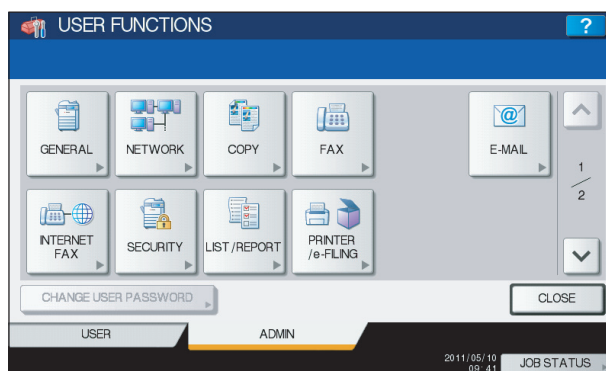 USER FUNCTIONS
?
GENERAL
NETWORK
COPY
FAX
@
E-MAIL
1
/
2
INTERNET
FAX
SECURITY
LIST/REPORT
PRINTER
/e-FILING
CHANGE USER PASSWORD
CLOSE
USER
ADMIN
2011/05/10
09:41
JOB STATUS